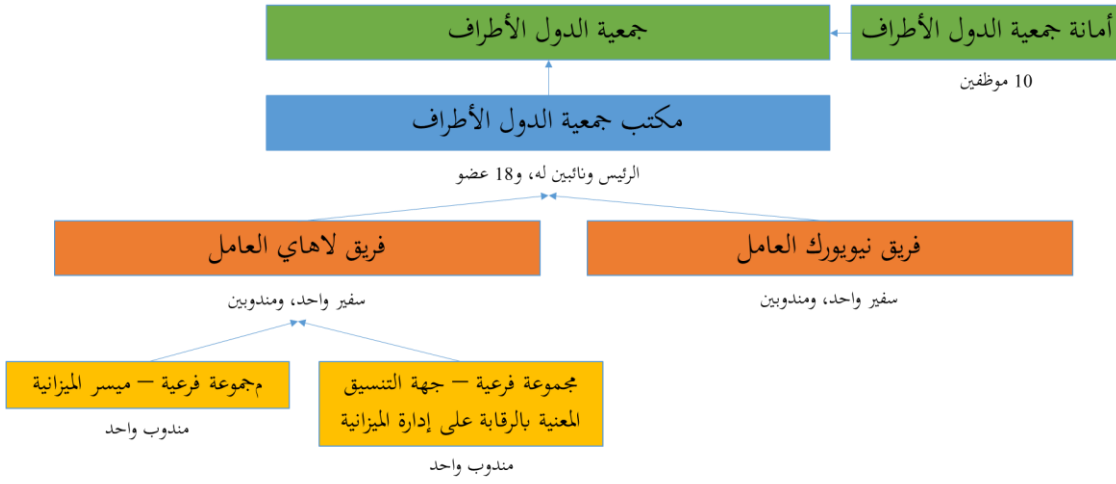 أمانة جمعية الدول الأطراف
جمعية الدول الأطراف
10 موظفين
مكتب جمعية الدول الأطراف
الرئيس ونائبين له، و18 عضو
فريق نيويورك العامل
فريق لاهاي العامل
سفير واحد، ومندوبين
سفير واحد، ومندوبين
مجموعة فرعية – جهة التنسيق
المعنية بالرقابة على إدارة الميزانية
مجموعة فرعية – ميسر الميزانية
مندوب واحد
مندوب واحد